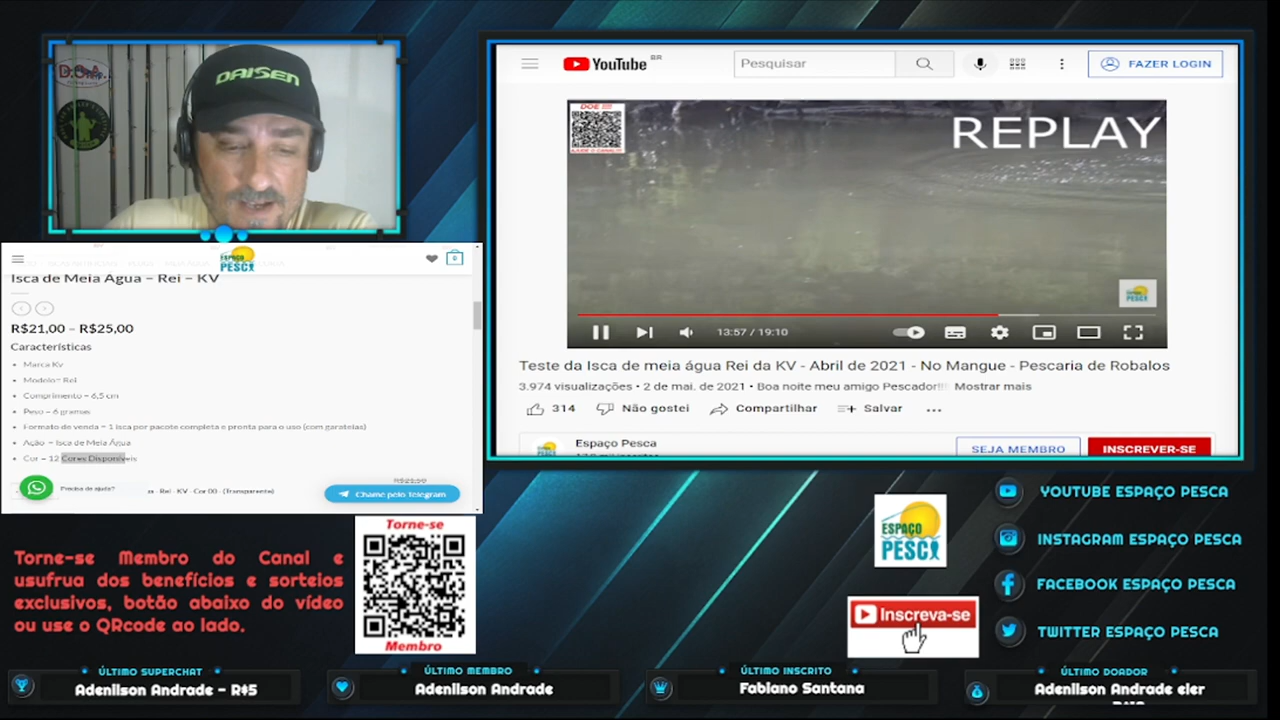 DAISEN
YouTube BR
Pesquisar
FAZER LOGIN
DOE !!!
REPLAY
13:57 / 19:10
Teste da Isca de meia água Rei da KV - Abril de 2021 - No Mangue - Pescaria de Robalos
3.974 visualizações • 2 de mai. de 2021 • Boa noite meu amigo Pescador!!! Mostrar mais
314
Não gostei
Compartilhar
Salvar
Espaço Pesca
SEJA MEMBRO
INSCREVER-SE
ESPAÇO
PESCA
0
Isca de Meia Água – Rei – KV
R$21,00 – R$25,00
Características
Marca Kv
Modelo= Rei
Comprimento = 6,5 cm
Peso = 6 gramas
Formato de venda = 1 Isca por pacote completa e pronta para o uso (com garateias)
Ação = Isca de Meia Água
Cor = 12 Cores Disponíveis
Precisa de ajuda?
a - Rei - KV - Cor 00 - (Transparente)
Chame pelo Telegram
Torne-se Membro do Canal e
usufrua dos benefícios e sorteios
exclusivos, botão abaixo do vídeo
ou use o QRcode ao lado.
Torne-se
Membro
ESPAÇO
PESCA
Inscreva-se
YOUTUBE ESPAÇO PESCA
INSTAGRAM ESPAÇO PESCA
FACEBOOK ESPAÇO PESCA
TWITTER ESPAÇO PESCA
ÚLTIMO SUPERCHAT
Adenilson Andrade - R$5
ÚLTIMO MEMBRO
Adenilson Andrade
ÚLTIMO INSCRITO
Fabiano Santana
ÚLTIMO DOADOR
Adenilson Andrade eler